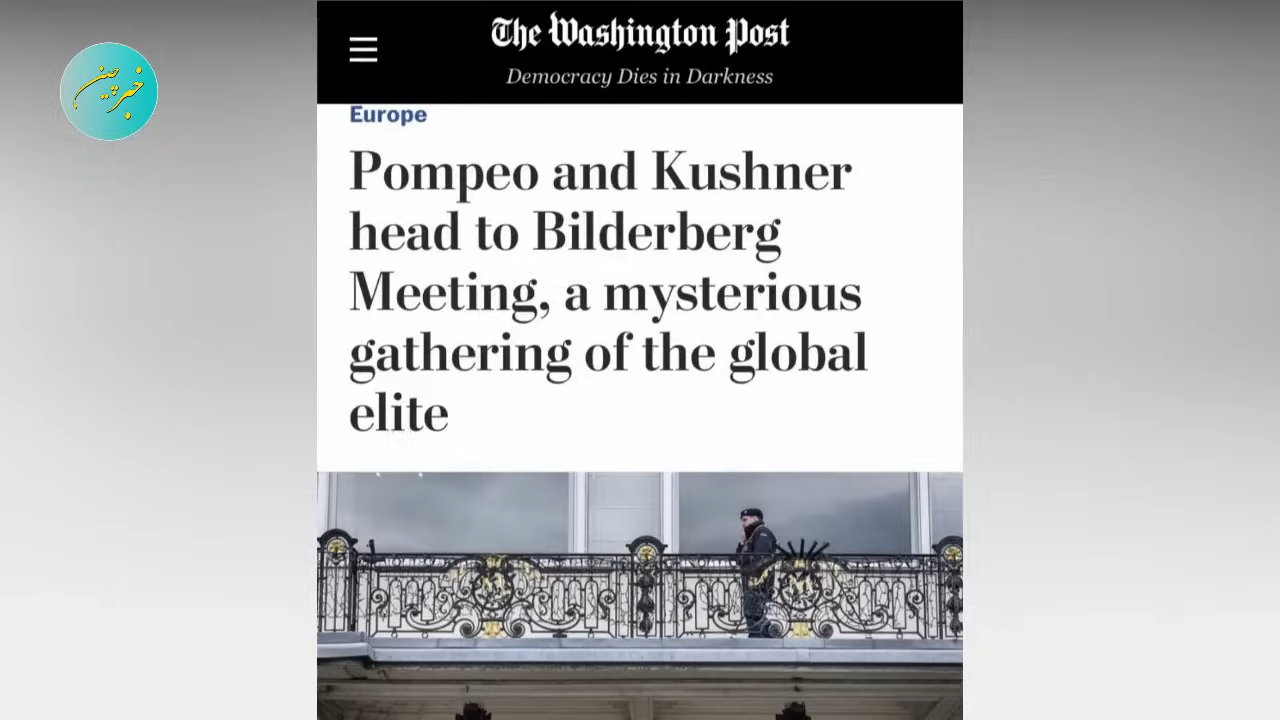 خبرچین
The Washington Post
Democracy Dies in Darkness
Europe
Pompeo and Kushner
head to Bilderberg
Meeting, a mysterious
gathering of the global
elite